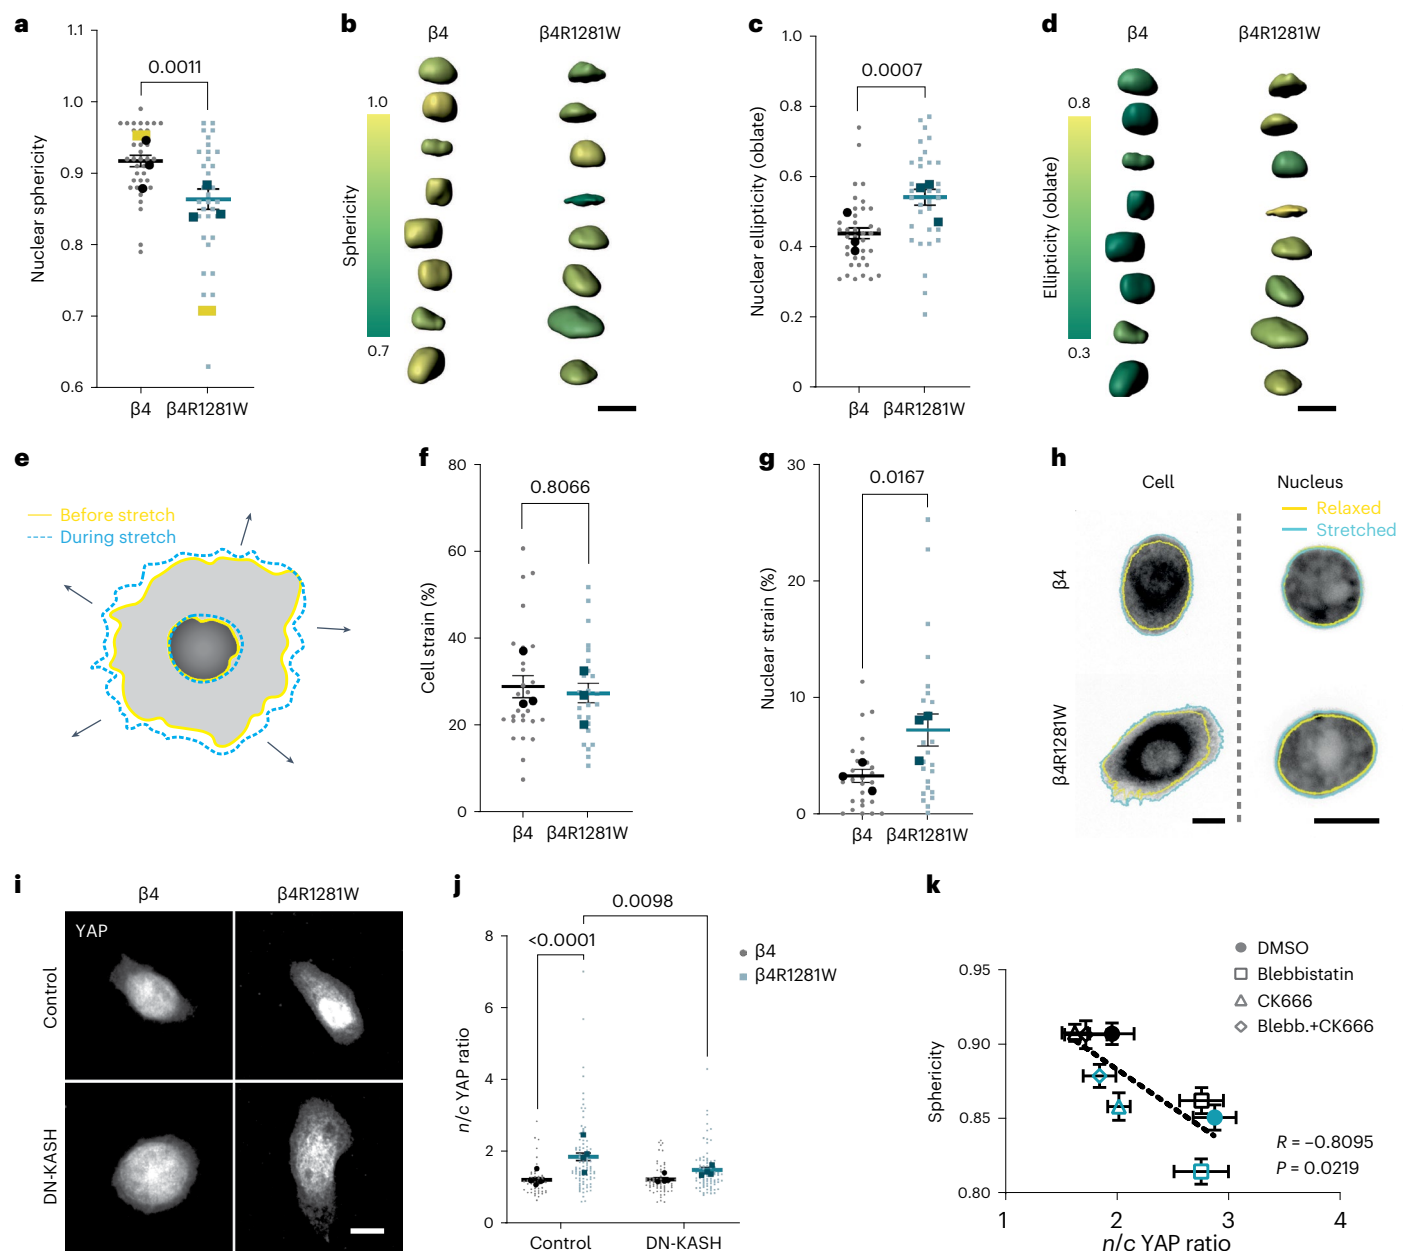 a
1.1
1.0
0.9
0.8
0.7
0.6
Nuclear sphericity
0.0011
β4
β4R1281W
b
β4
β4R1281W
1.0
Sphericity
0.7
c
1.0
0.8
0.6
0.4
0.2
0
Nuclear ellipticity (oblate)
0.0007
β4
β4R1281W
d
β4
β4R1281W
0.8
Ellipticity (oblate)
0.3
e
Before stretch
During stretch
f
80
60
40
20
0
Cell strain (%)
0.8066
β4
β4R1281W
g
30
20
10
0
Nuclear strain (%)
0.0167
β4
β4R1281W
h
Cell
Nucleus
Relaxed
Stretched
β4
β4R1281W
i
β4
β4R1281W
YAP
Control
DN-KASH
j
8
6
4
2
0
n/c YAP ratio
<0.0001
0.0098
β4
β4R1281W
Control
DN-KASH
k
0.95
0.90
0.85
0.80
Sphericity
DMSO
Blebbistatin
CK666
Blebb.+CK666
R = −0.8095
P = 0.0219
1
2
3
4
n/c YAP ratio